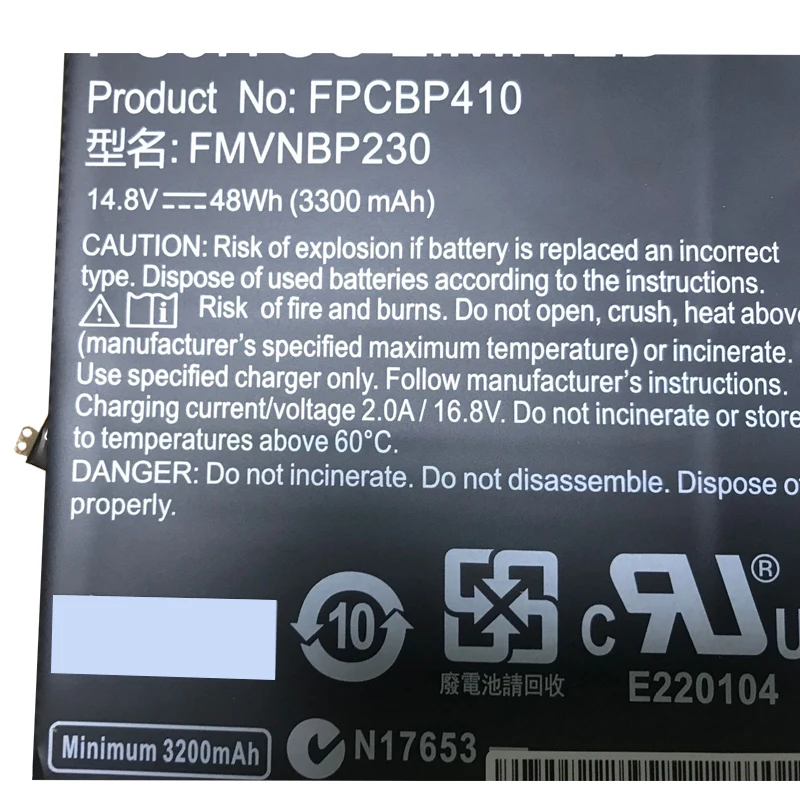 Product No: FPCBP410
型名: FMVNBP230
14.8V⎓48Wh (3300 mAh)
CAUTION: Risk of explosion if battery is replaced an incorrect
type. Dispose of used batteries according to the instructions.
Risk of fire and burns. Do not open, crush, heat above
(manufacturer's specified maximum temperature) or incinerate.
Use specified charger only. Follow manufacturer's instructions.
Charging current/voltage 2.0A / 16.8V. Do not incinerate or store
to temperatures above 60°C.
DANGER: Do not incinerate. Do not disassemble. Dispose of
properly.
10
廢電池請回收
c RU ® U
E220104
Minimum 3200mAh
N17653